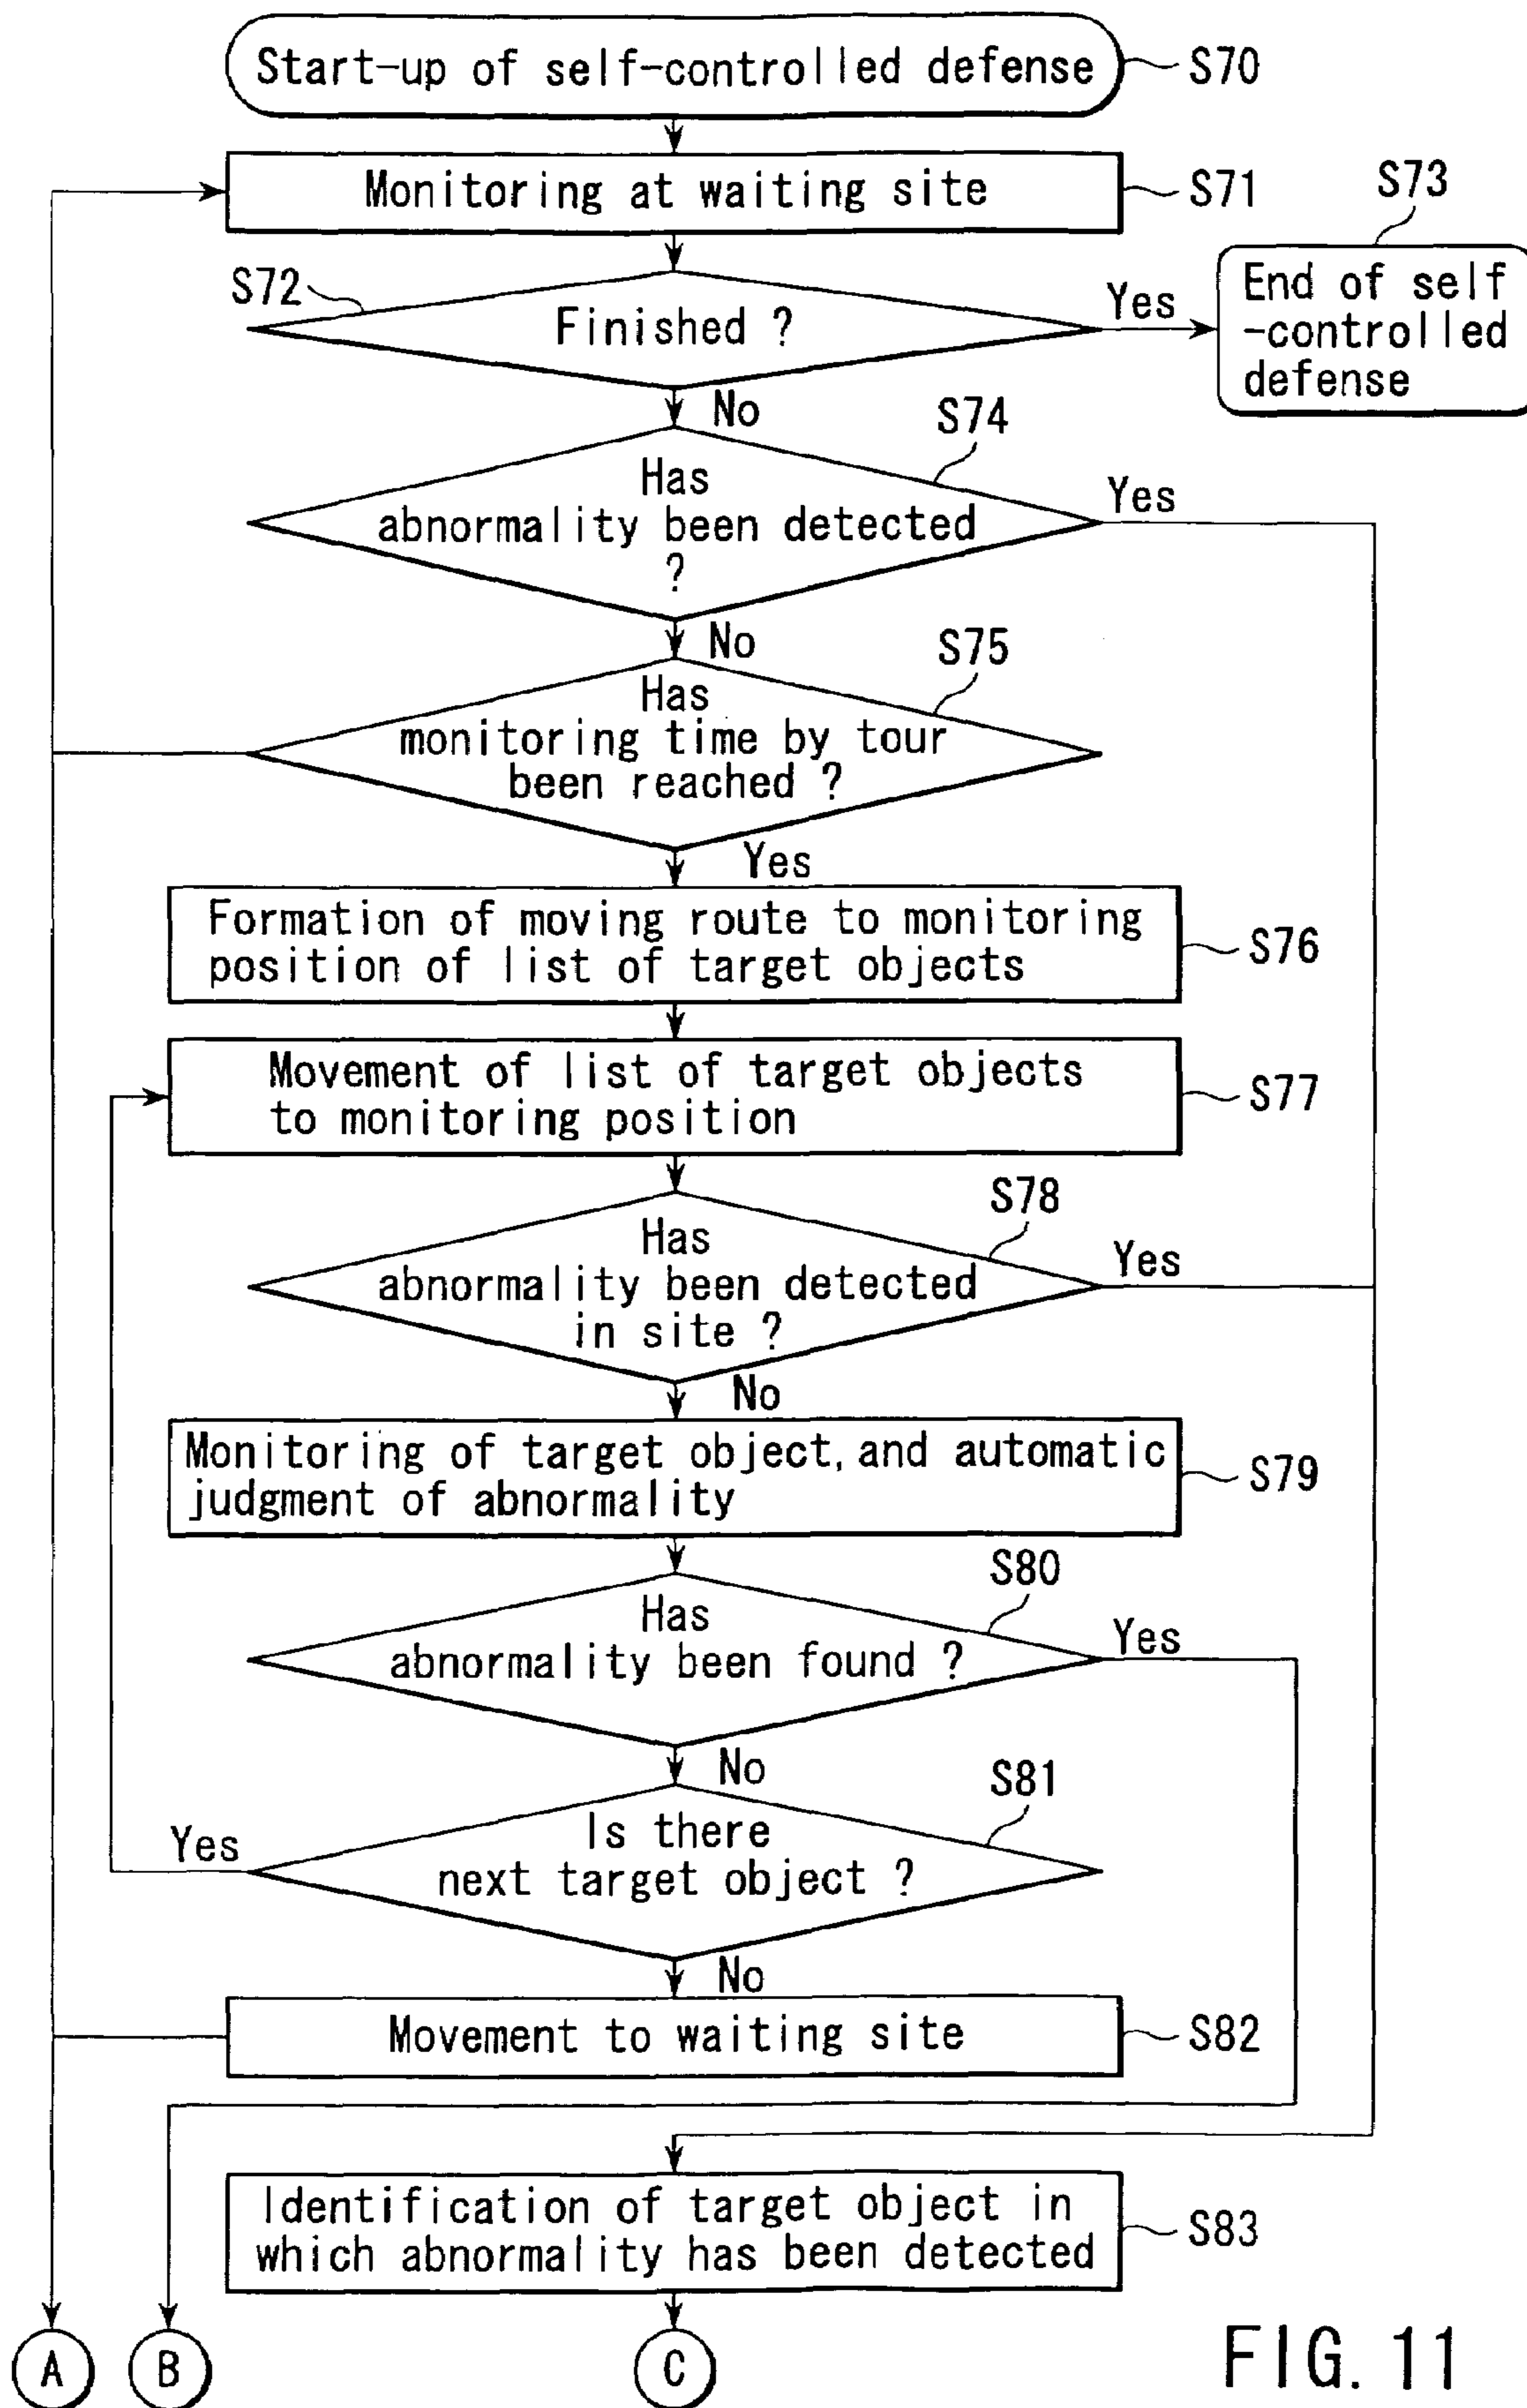 Start-up of self-controlled defense
S70
Monitoring at waiting site
S71
S73
End of self
-controlled
defense
S72
Finished ?
Yes
No
S74
Has
abnormality been detected
?
Yes
No
S75
Has
monitoring time by tour
been reached ?
Yes
Formation of moving route to monitoring
position of list of target objects
S76
Movement of list of target objects
to monitoring position
S77
S78
Has
abnormality been detected
in site ?
Yes
No
Monitoring of target object, and automatic
judgment of abnormality
S79
S80
Has
abnormality been found ?
Yes
No
S81
Is there
next target object ?
Yes
No
Movement to waiting site
S82
Identification of target object in
which abnormality has been detected
S83
A
B
C
FIG. 11